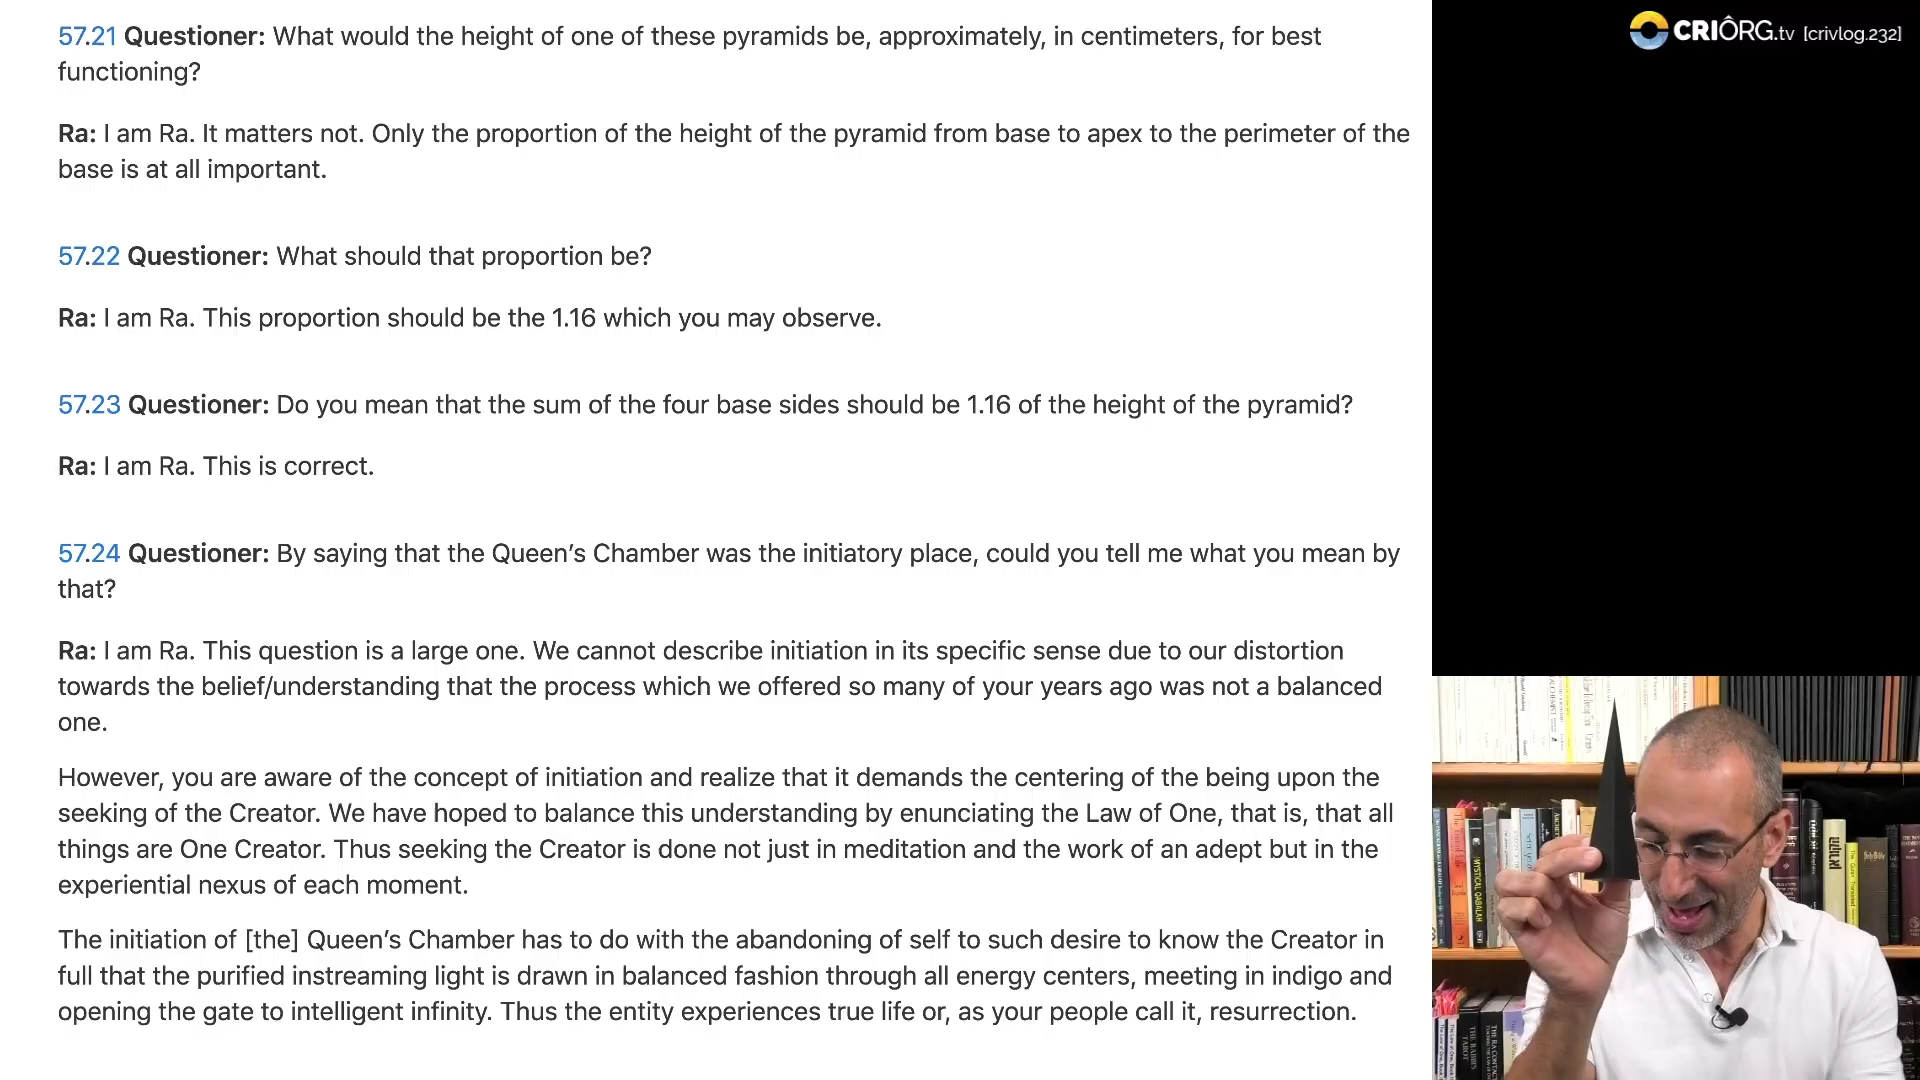 57.21 Questioner: What would the height of one of these pyramids be, approximately, in centimeters, for best
functioning?
Ra: I am Ra. It matters not. Only the proportion of the height of the pyramid from base to apex to the perimeter of the
base is at all important.
57.22 Questioner: What should that proportion be?
Ra: I am Ra. This proportion should be the 1.16 which you may observe.
57.23 Questioner: Do you mean that the sum of the four base sides should be 1.16 of the height of the pyramid?
Ra: I am Ra. This is correct.
57.24 Questioner: By saying that the Queen’s Chamber was the initiatory place, could you tell me what you mean by
that?
Ra: I am Ra. This question is a large one. We cannot describe initiation in its specific sense due to our distortion
towards the belief/understanding that the process which we offered so many of your years ago was not a balanced
one.
However, you are aware of the concept of initiation and realize that it demands the centering of the being upon the
seeking of the Creator. We have hoped to balance this understanding by enunciating the Law of One, that is, that all
things are One Creator. Thus seeking the Creator is done not just in meditation and the work of an adept but in the
experiential nexus of each moment.
The initiation of [the] Queen’s Chamber has to do with the abandoning of self to such desire to know the Creator in
full that the purified instreaming light is drawn in balanced fashion through all energy centers, meeting in indigo and
opening the gate to intelligent infinity. Thus the entity experiences true life or, as your people call it, resurrection.
CRIÔRG.tv [crivlog.232]
MYSTICAL QABALAH